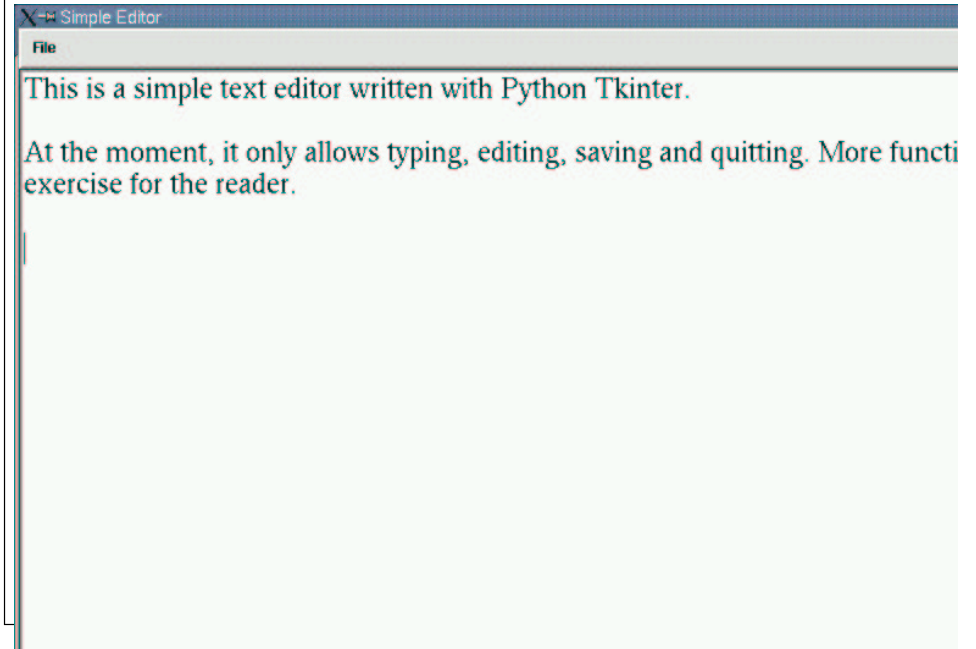 Simple Editor
File
This is a simple text editor written with Python Tkinter.
At the moment, it only allows typing, editing, saving and quitting. More functi
exercise for the reader.